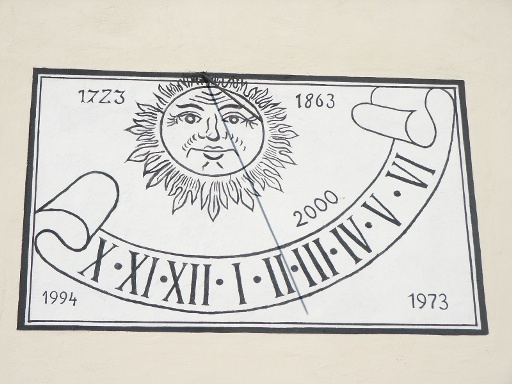 1723 1863
2000
X · XI · XII · I · II · III · IV · V · VI
1994 1973